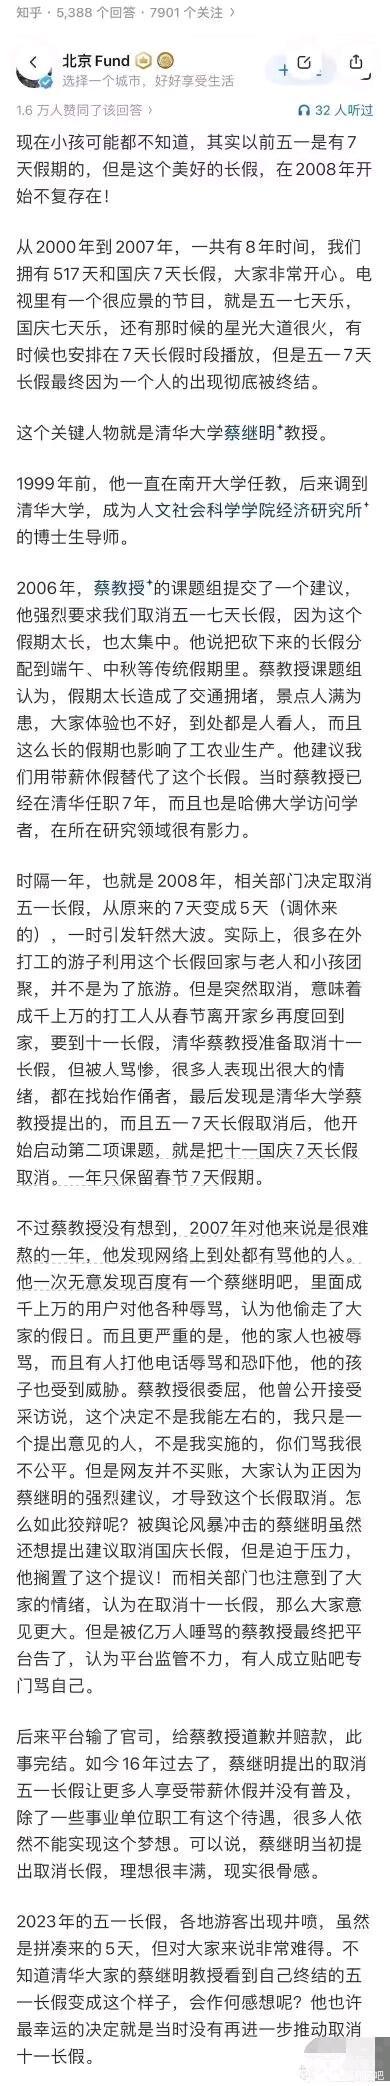 知乎 · 5,388 个回答 · 7901 个关注 >
北京Fund
选择一个城市，好好享受生活
1.6 万人赞同了该回答 >
32 人听过
现在小孩可能都不知道，其实以前五一是有7
天假期的，但是这个美好的长假，在2008年开
始不复存在！
从2000年到2007年，一共有8年时间，我们
拥有517天和国庆7天长假，大家非常开心。电
视里有一个很应景的节目，就是五一七天乐，
国庆七天乐，还有那时候的星光大道很火，有
时候也安排在7天长假时段播放，但是五一7天
长假最终因为一个人的出现彻底被终结。
这个关键人物就是清华大学蔡继明教授。
1999年前，他一直在南开大学任教，后来调到
清华大学，成为人文社会科学学院经济研究所
的博士生导师。
2006年，蔡教授的课题组提交了一个建议，
他强烈要求我们取消五一七天长假，因为这个
假期太长，也太集中。他说把砍下来的长假分
配到端午、中秋等传统假期里。蔡教授课题组
认为，假期太长造成了交通拥堵，景点人满为
患，大家体验也不好，到处都是人看人，而且
这么长的假期也影响了工农业生产。他建议我
们用带薪休假替代了这个长假。当时蔡教授已
经在清华任职7年，而且也是哈佛大学访问学
者，在所在研究领域很有影力。
时隔一年，也就是2008年，相关部门决定取消
五一长假，从原来的7天变成5天（调休来
的），一时引发轩然大波。实际上，很多在外
打工的游子利用这个长假回家与老人和小孩团
聚，并不是为了旅游。但是突然取消，意味着
成千上万的打工人从春节离开家乡再度回到
家，要到十一长假，清华蔡教授准备取消十一
长假，但被人骂惨，很多人表现出很大的情
绪，都在找始作俑者，最后发现是清华大学蔡
教授提出的，而且五一7天长假取消后，他开
始启动第二项课题，就是把十一国庆7天长假
取消。一年只保留春节7天假期。
不过蔡教授没有想到，2007年对他来说是很难
熬的一年，他发现网络上到处都有骂他的人。
他一次无意发现百度有一个蔡继明吧，里面成
千上万的用户对他各种辱骂，认为他偷走了大
家的假日。而且更严重的是，他的家人也被辱
骂，而且有人打他电话辱骂和恐吓他，他的孩
子也受到威胁。蔡教授很委屈，他曾公开接受
采访说，这个决定不是我能左右的，我只是一
个提出意见的人，不是我实施的，你们骂我很
不公平。但是网友并不买账，大家认为正因为
蔡继明的强烈建议，才导致这个长假取消。怎
么如此狡辩呢？被舆论风暴冲击的蔡继明虽然
还想提出建议取消国庆长假，但是迫于压力，
他搁置了这个提议！而相关部门也注意到了大
家的情绪，认为在取消十一长假，那么大家意
见更大。但是被亿万人唾骂的蔡教授最终把平
台告了，认为平台监管不力，有人成立贴吧专
门骂自己。
后来平台输了官司，给蔡教授道歉并赔款，此
事完结。如今16年过去了，蔡继明提出的取消
五一长假让更多人享受带薪休假并没有普及，
除了一些事业单位职工有这个待遇，很多人依
然不能实现这个梦想。可以说，蔡继明当初提
出取消长假，理想很丰满，现实很骨感。
2023年的五一长假，各地游客出现井喷，虽然
是拼凑来的5天，但对大家来说非常难得。不
知道清华大家的蔡继明教授看到自己终结的五
一长假变成这个样子，会作何感想呢？他也许
最幸运的决定就是当时没有再进一步推动取消
十一长假。